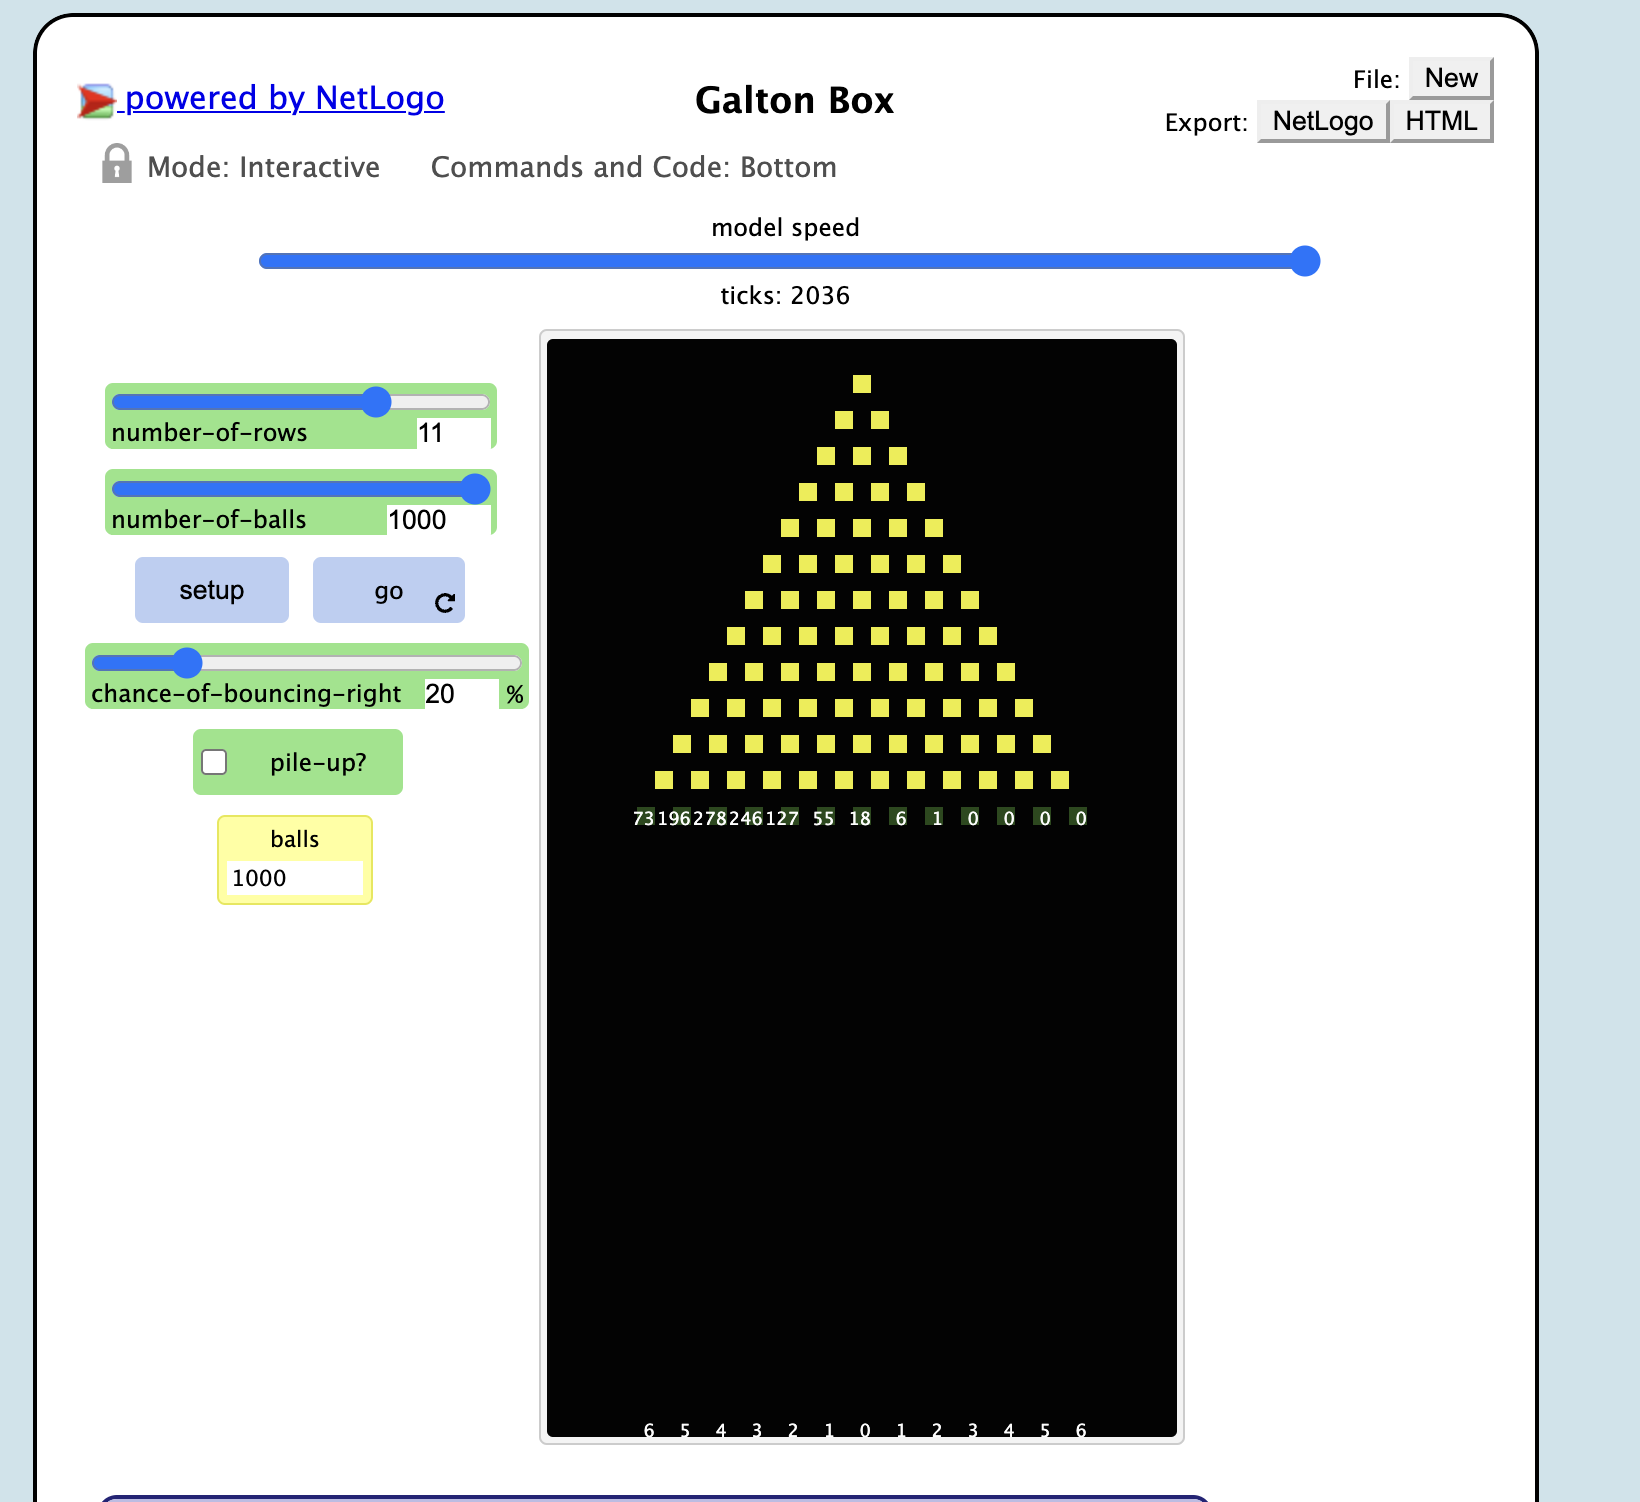 powered by NetLogo
Galton Box
File: New
Export: NetLogo HTML
Mode: Interactive Commands and Code: Bottom
model speed
ticks: 2036
number-of-rows 11
number-of-balls 1000
setup go
chance-of-bouncing-right 20 %
pile-up?
balls
1000
73 196 278 246 127 55 18 6 1 0 0 0 0
6 5 4 3 2 1 0 1 2 3 4 5 6